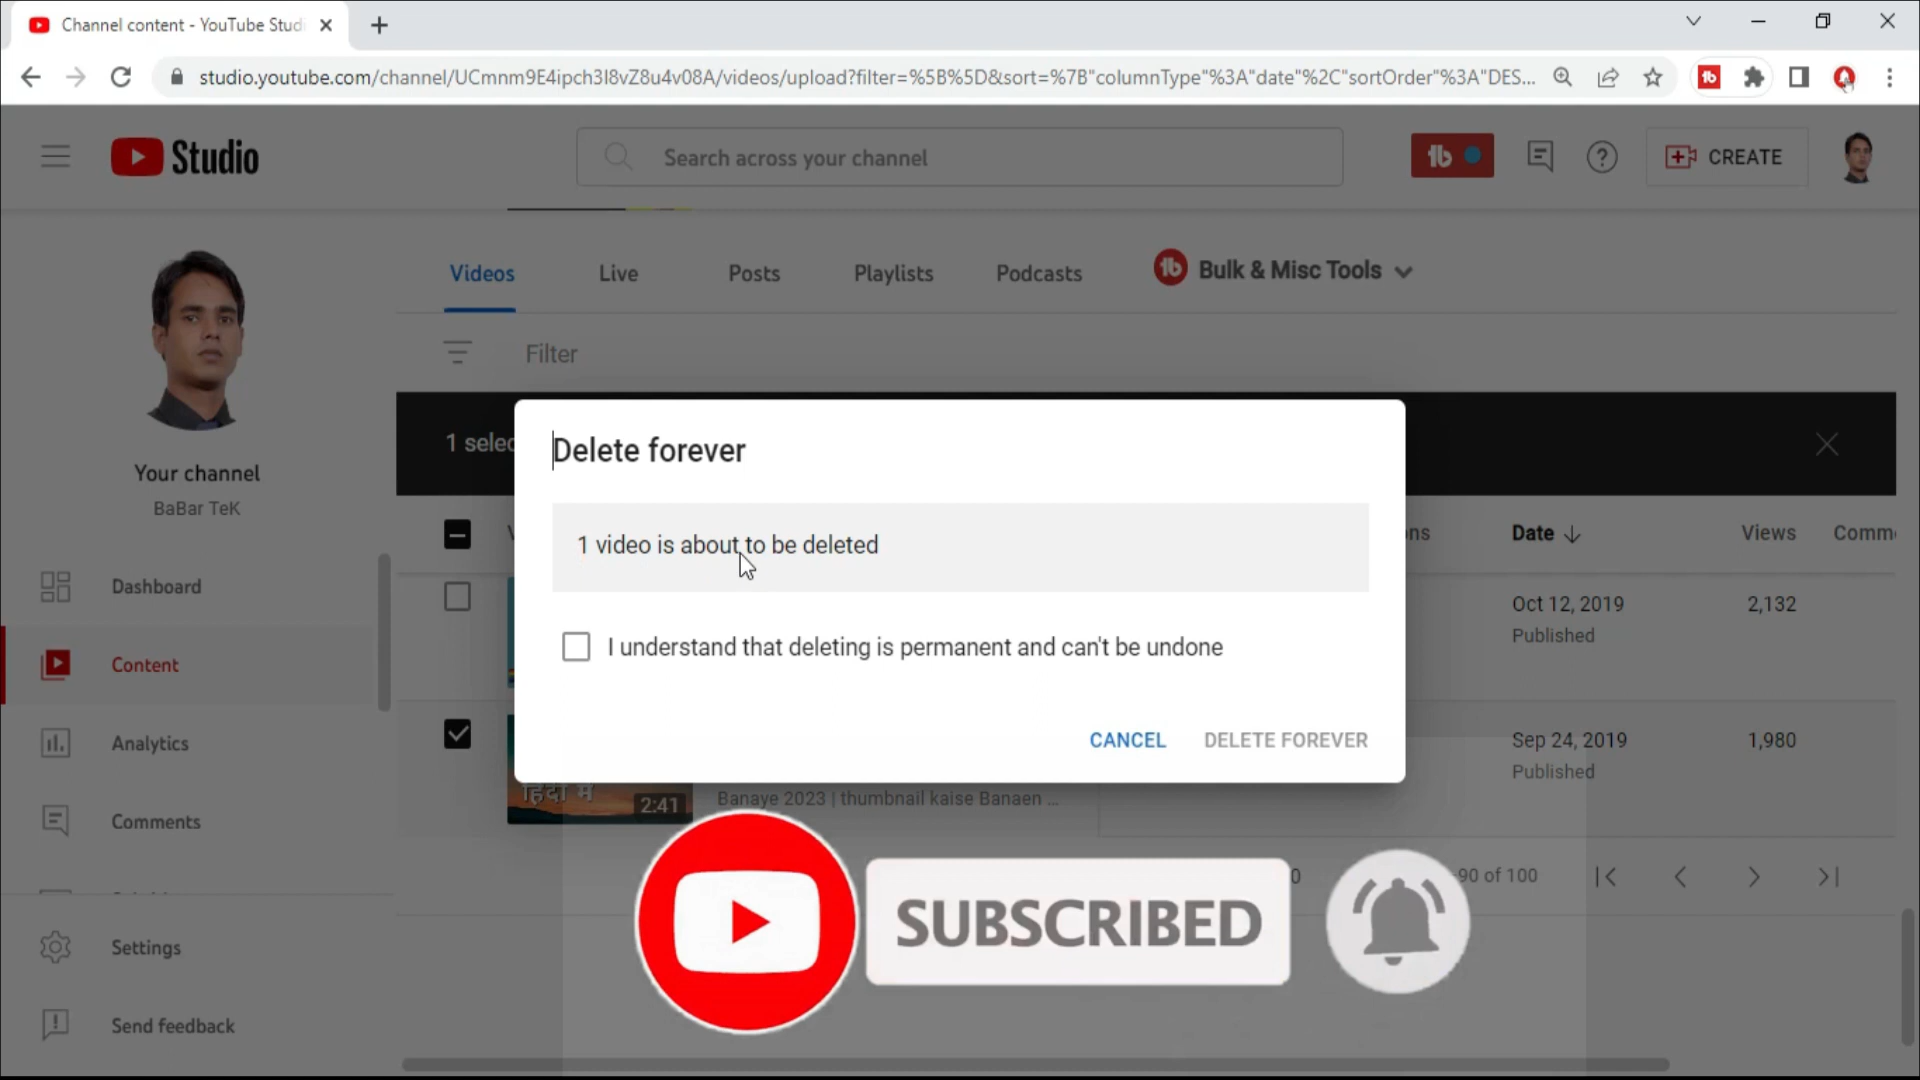 Channel content - YouTube Stud
studio.youtube.com/channel/UCmnm9E4ipch3I8vZ8u4v08A/videos/upload?filter=%5B%5D&sort=%7B"columnType"%3A"date"%2C"sortOrder"%3A"DES...
Studio
Search across your channel
CREATE
Videos
Live
Posts
Playlists
Podcasts
Bulk & Misc Tools
Filter
1 selec
Delete forever
1 video is about to be deleted
I understand that deleting is permanent and can't be undone
CANCEL
DELETE FOREVER
Your channel
BaBar TeK
Dashboard
Content
Analytics
Comments
Settings
Send feedback
ns
Date
Views
Comm
Oct 12, 2019
Published
2,132
Sep 24, 2019
Published
1,980
हिंदी में
2:41
Banaye 2023 | thumbnail kaise Banaen ...
90 of 100
SUBSCRIBED